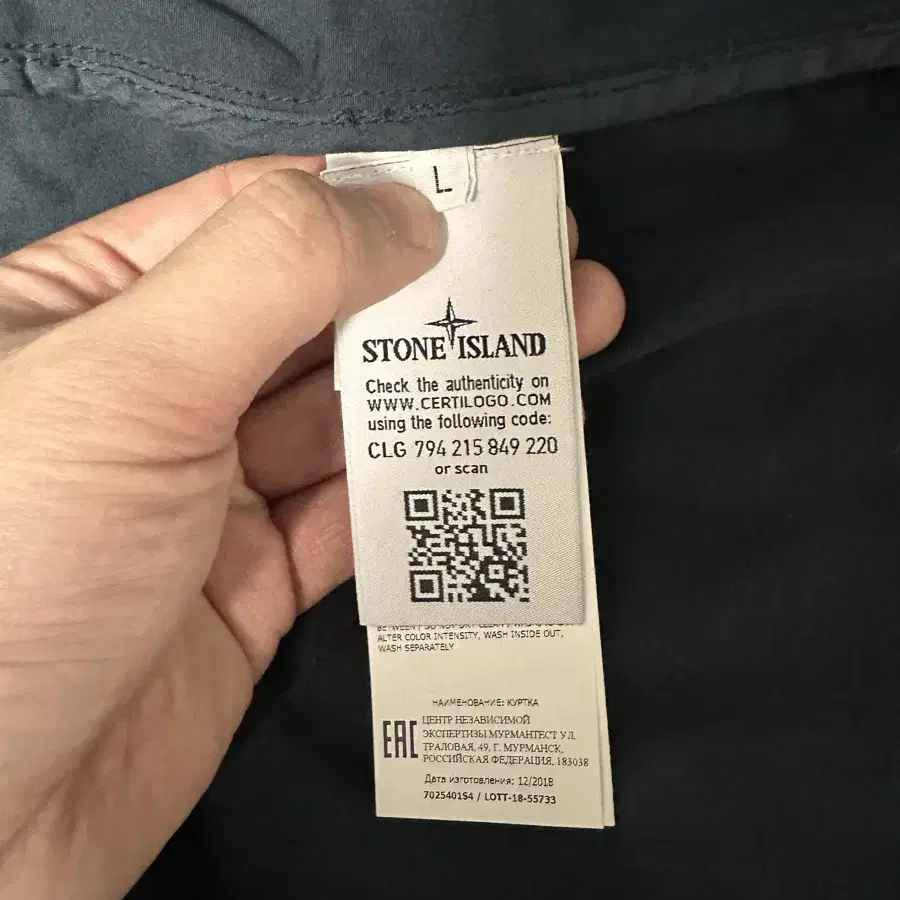 L
STONE ISLAND
Check the authenticity on
WWW.CERTILOGO.COM
using the following code:
CLG 794 215 849 220
or scan
ALTER COLOR INTENSITY, WASH INSIDE OUT,
WASH SEPARATELY
НАИМЕНОВАНИЕ: КУРТКА
EAC
ЦЕНТР НЕЗАВИСИМОЙ
ЭКСПЕРТИЗЫ МУРМАНТЕСТ УЛ.
ТРАЛОВАЯ, 49, Г. МУРМАНСК,
РОССИЙСКАЯ ФЕДЕРАЦИЯ, 183038
Дата изготовления: 12/2018
7025401S4 / LOTT-18-55733